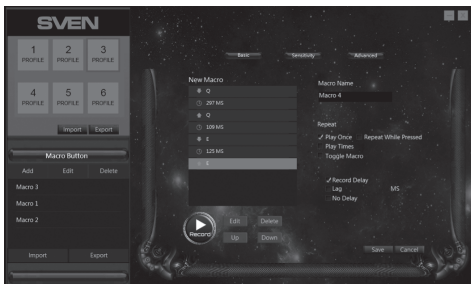 SVEN
1 2 3
PROFILE PROFILE PROFILE
4 5 6
PROFILE PROFILE PROFILE
Import Export
Macro Button
Add Edit Delete
Macro 3
Macro 1
Macro 2
Import Export
Basic Sensitivity Advanced
New Macro
Q
297 MS
Q
109 MS
E
125 MS
E
Record
Edit Delete
Up Down
Macro Name
Macro 4
Repeat
✓ Play Once Repeat While Pressed
Play Times
Toggle Macro
✓ Record Delay
Lag MS
No Delay
Save Cancel